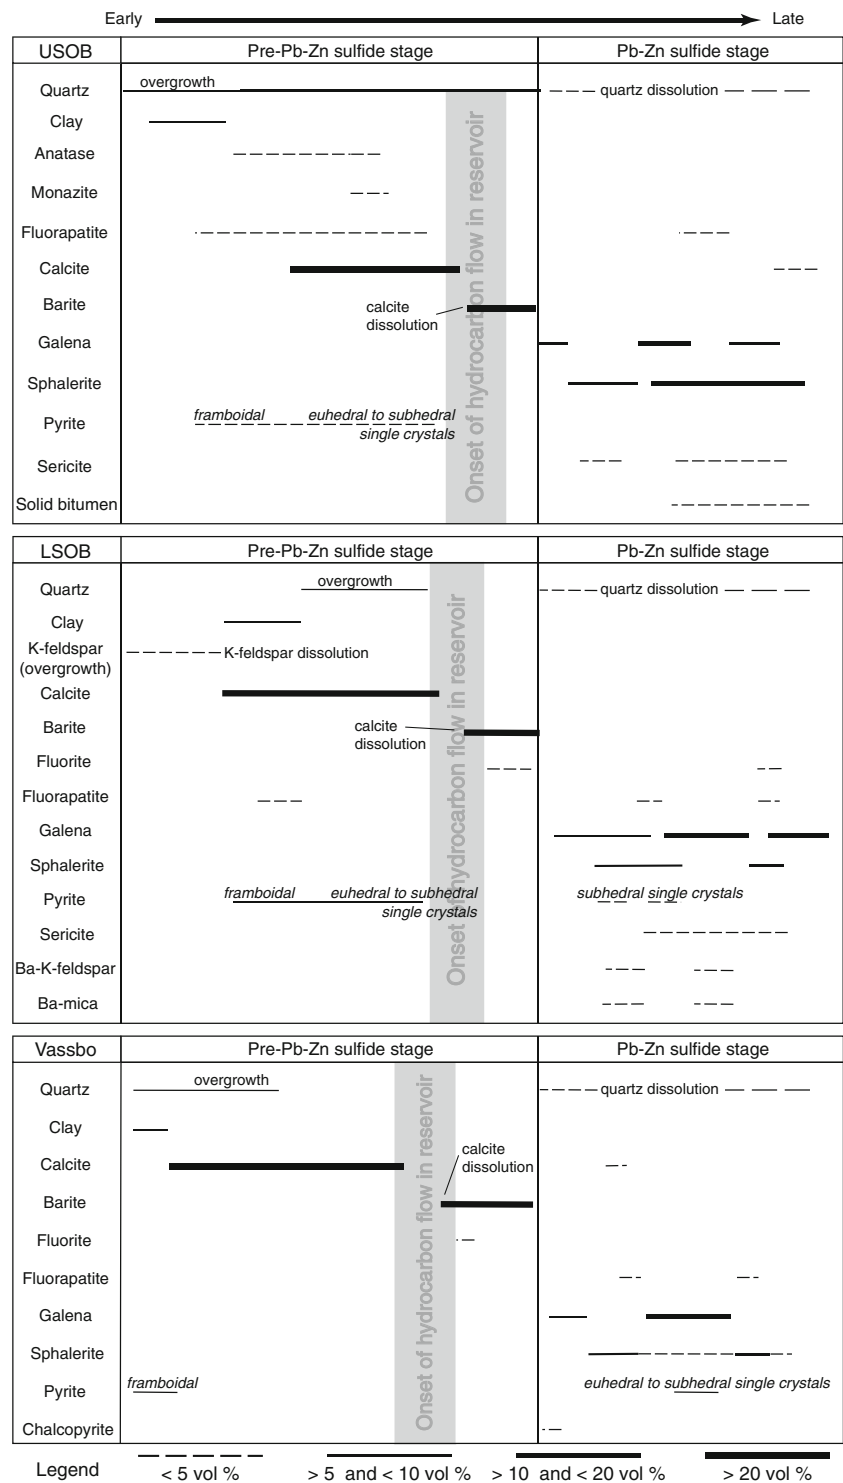 Early Late
USOB Pre-Pb-Zn sulfide stage Pb-Zn sulfide stage
Quartz overgrowth quartz dissolution
Clay
Anatase
Monazite
Fluorapatite
Calcite
Barite calcite
dissolution
Galena
Sphalerite
Pyrite framboidal euhedral to subhedral
single crystals
Sericite
Solid bitumen
Onset of hydrocarbon flow in reservoir
LSOB Pre-Pb-Zn sulfide stage Pb-Zn sulfide stage
Quartz overgrowth quartz dissolution
Clay
K-feldspar K-feldspar dissolution
(overgrowth)
Calcite
Barite calcite
dissolution
Fluorite
Fluorapatite
Galena
Sphalerite
Pyrite framboidal euhedral to subhedral subhedral single crystals
single crystals
Sericite
Ba-K-feldspar
Ba-mica
Onset of hydrocarbon flow in reservoir
Vassbo Pre-Pb-Zn sulfide stage Pb-Zn sulfide stage
Quartz overgrowth quartz dissolution
Clay
Calcite calcite
dissolution
Barite
Fluorite
Fluorapatite
Galena
Sphalerite
Pyrite framboidal euhedral to subhedral single crystals
Chalcopyrite
Onset of hydrocarbon flow in reservoir
Legend < 5 vol % > 5 and < 10 vol % > 10 and < 20 vol % > 20 vol %